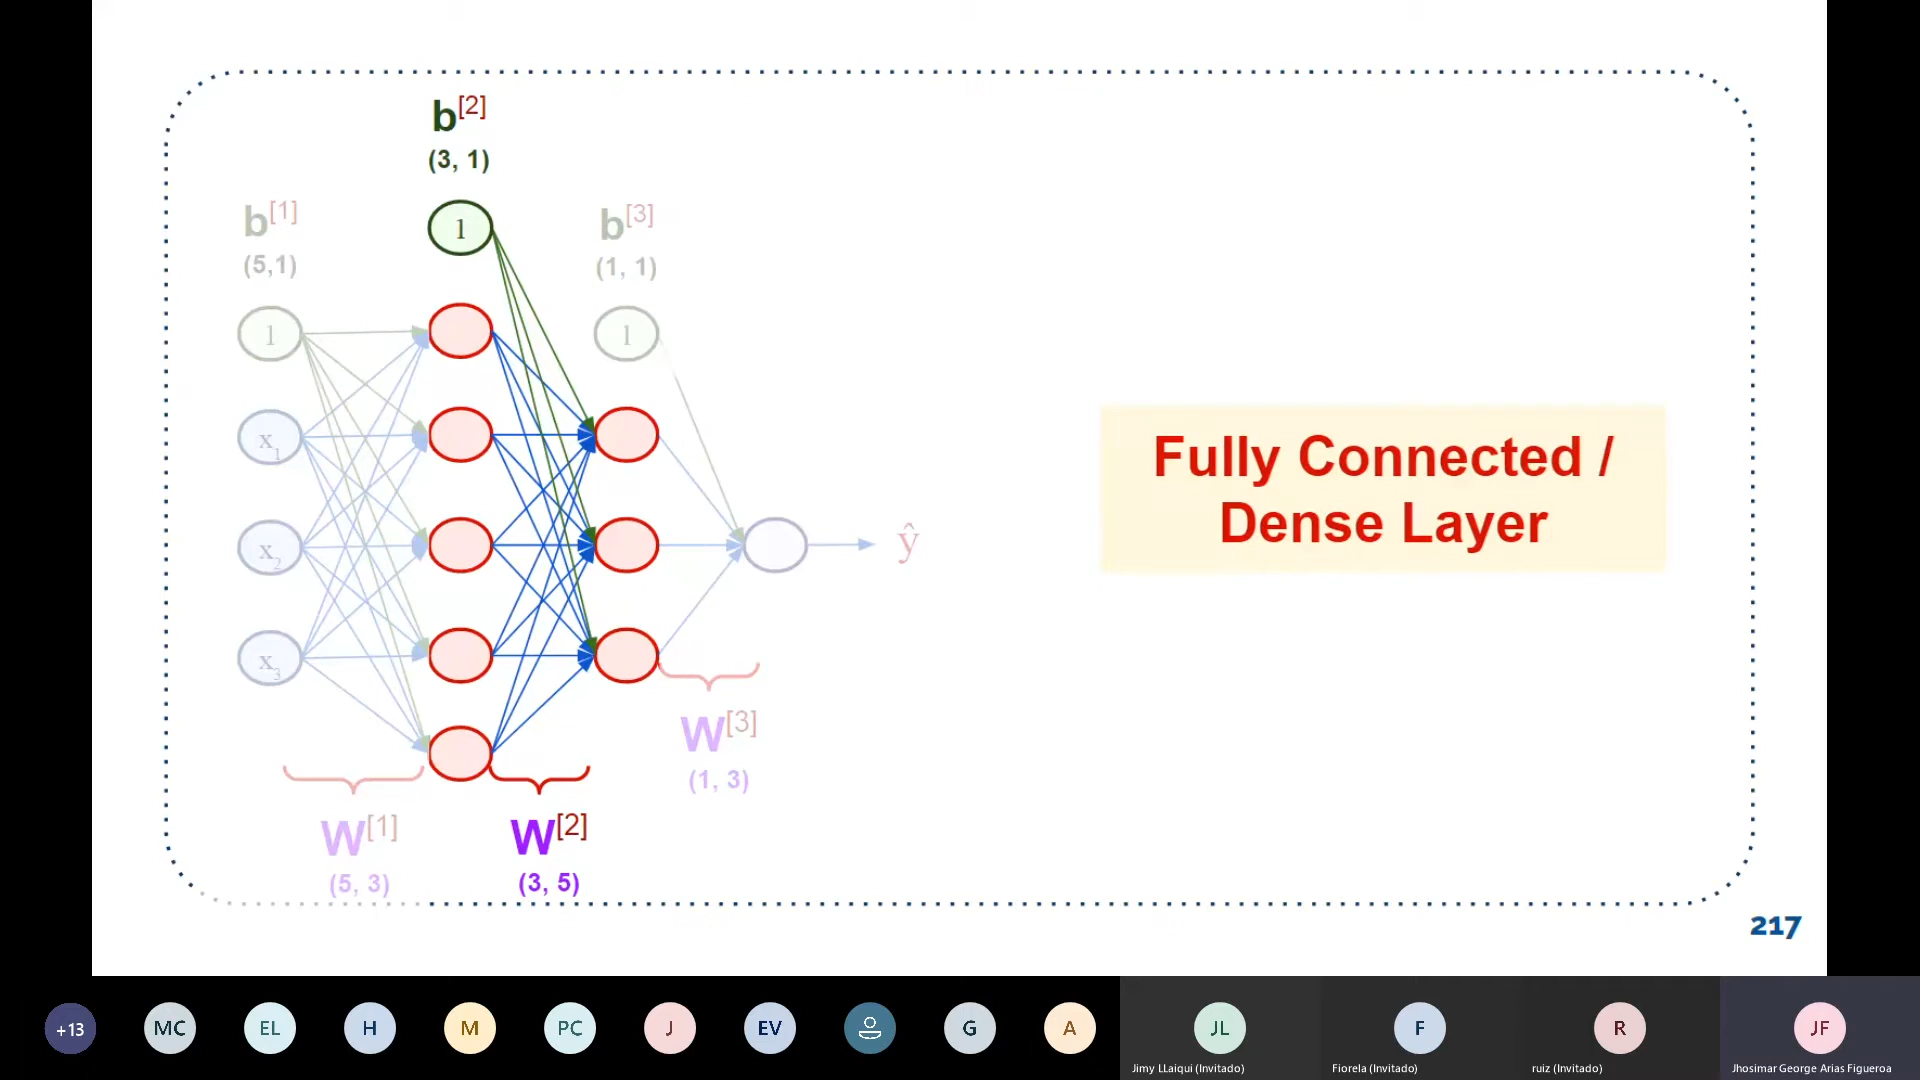 b[2]
(3, 1)
b[1]
(5,1)
b[3]
(1, 1)
1
1
1
x1
x2
x3
ŷ
Fully Connected /
Dense Layer
W[3]
(1, 3)
W[1]
(5, 3)
W[2]
(3, 5)
217
+13
MC
EL
H
M
PC
J
EV
G
A
JL
F
R
JF
Jimy LLaiqui (Invitado)
Fiorela (Invitado)
ruiz (Invitado)
Jhosimar George Arias Figueroa